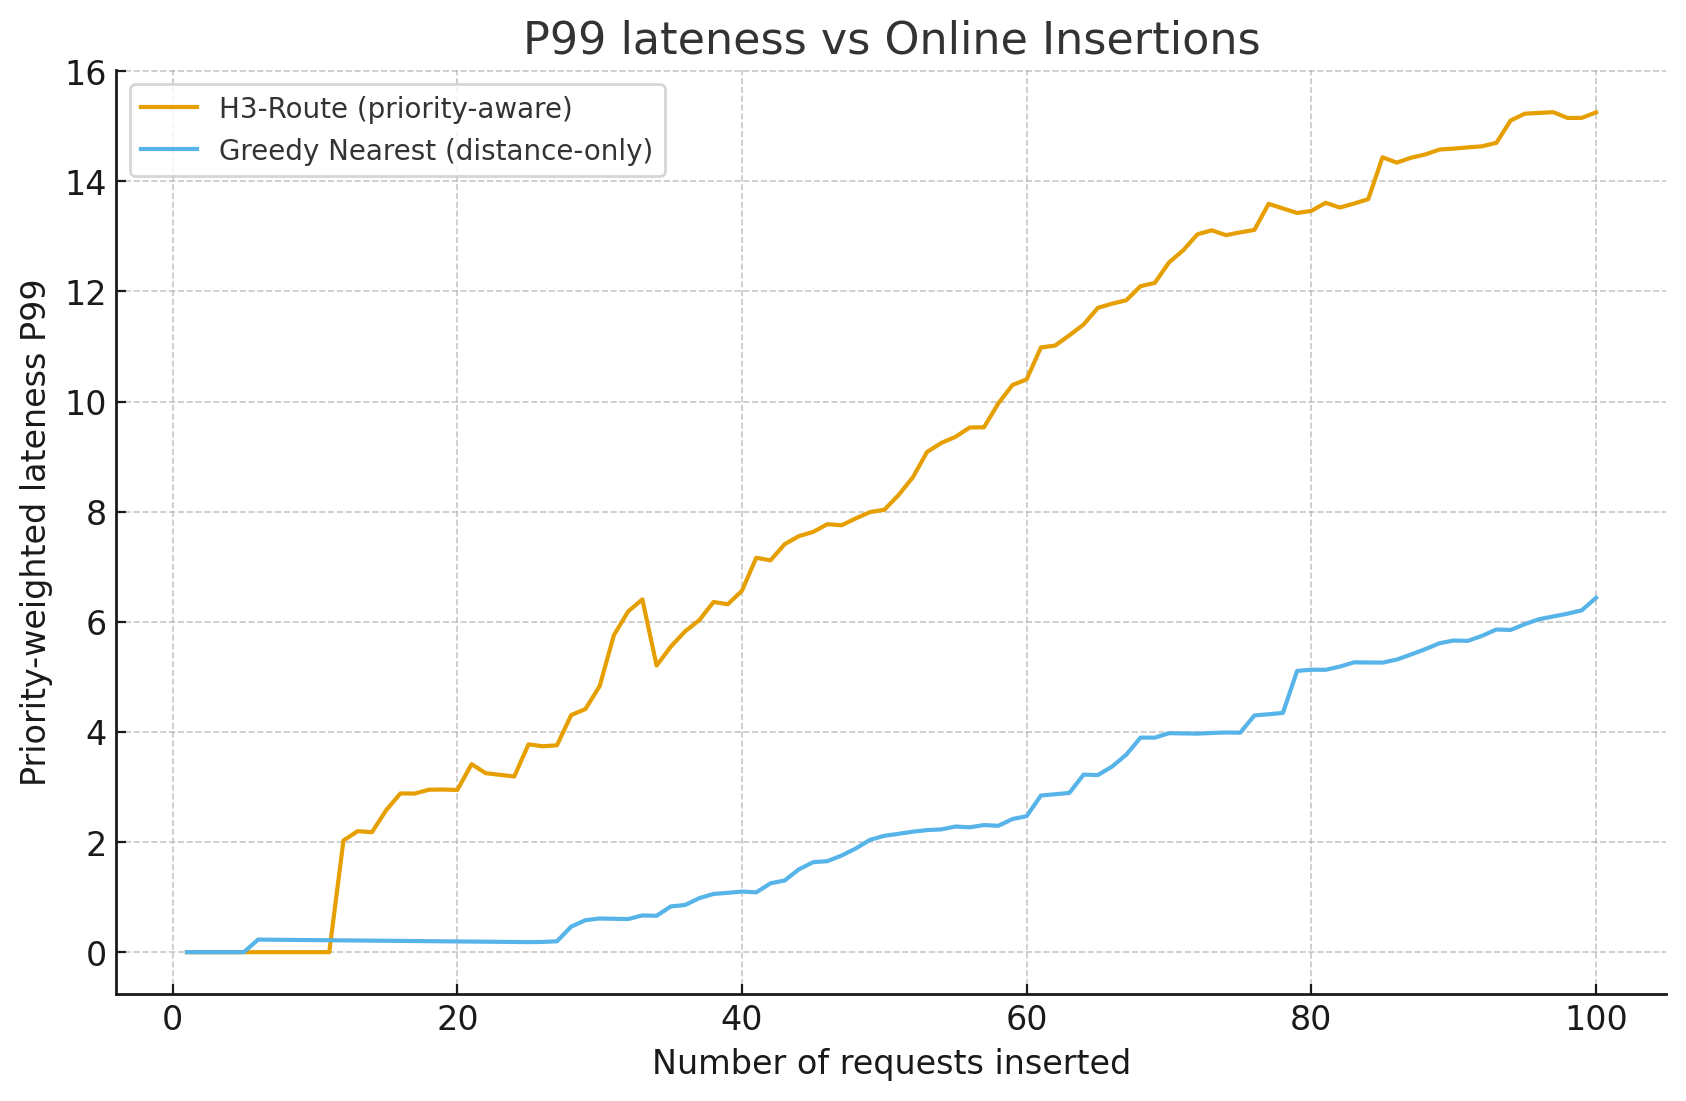 P99 lateness vs Online Insertions
H3-Route (priority-aware)
Greedy Nearest (distance-only)
Priority-weighted lateness P99
16
14
12
10
8
6
4
2
0
0 20 40 60 80 100
Number of requests inserted